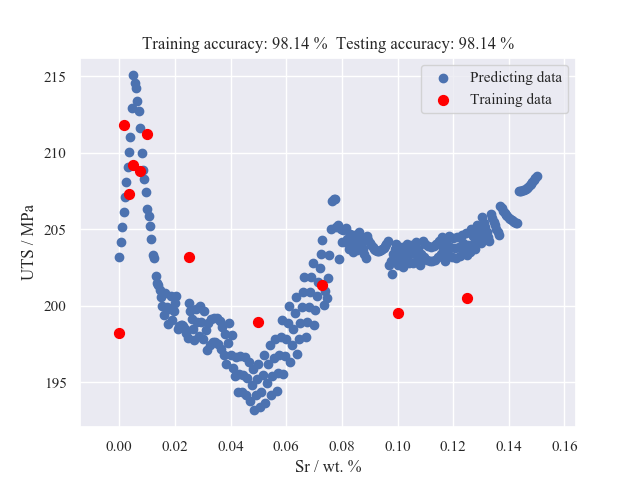 Training accuracy: 98.14 %  Testing accuracy: 98.14 %
Predicting data
Training data
UTS / MPa
215
210
205
200
195
0.00 0.02 0.04 0.06 0.08 0.10 0.12 0.14 0.16
Sr / wt. %